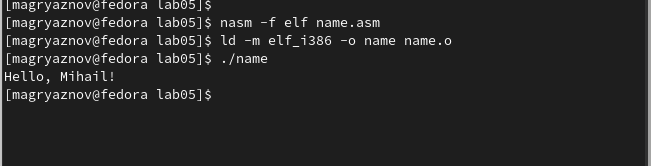 [magryaznov@fedora lab05]$
[magryaznov@fedora lab05]$ nasm -f elf name.asm
[magryaznov@fedora lab05]$ ld -m elf_i386 -o name name.o
[magryaznov@fedora lab05]$ ./name
Hello, Mihail!
[magryaznov@fedora lab05]$